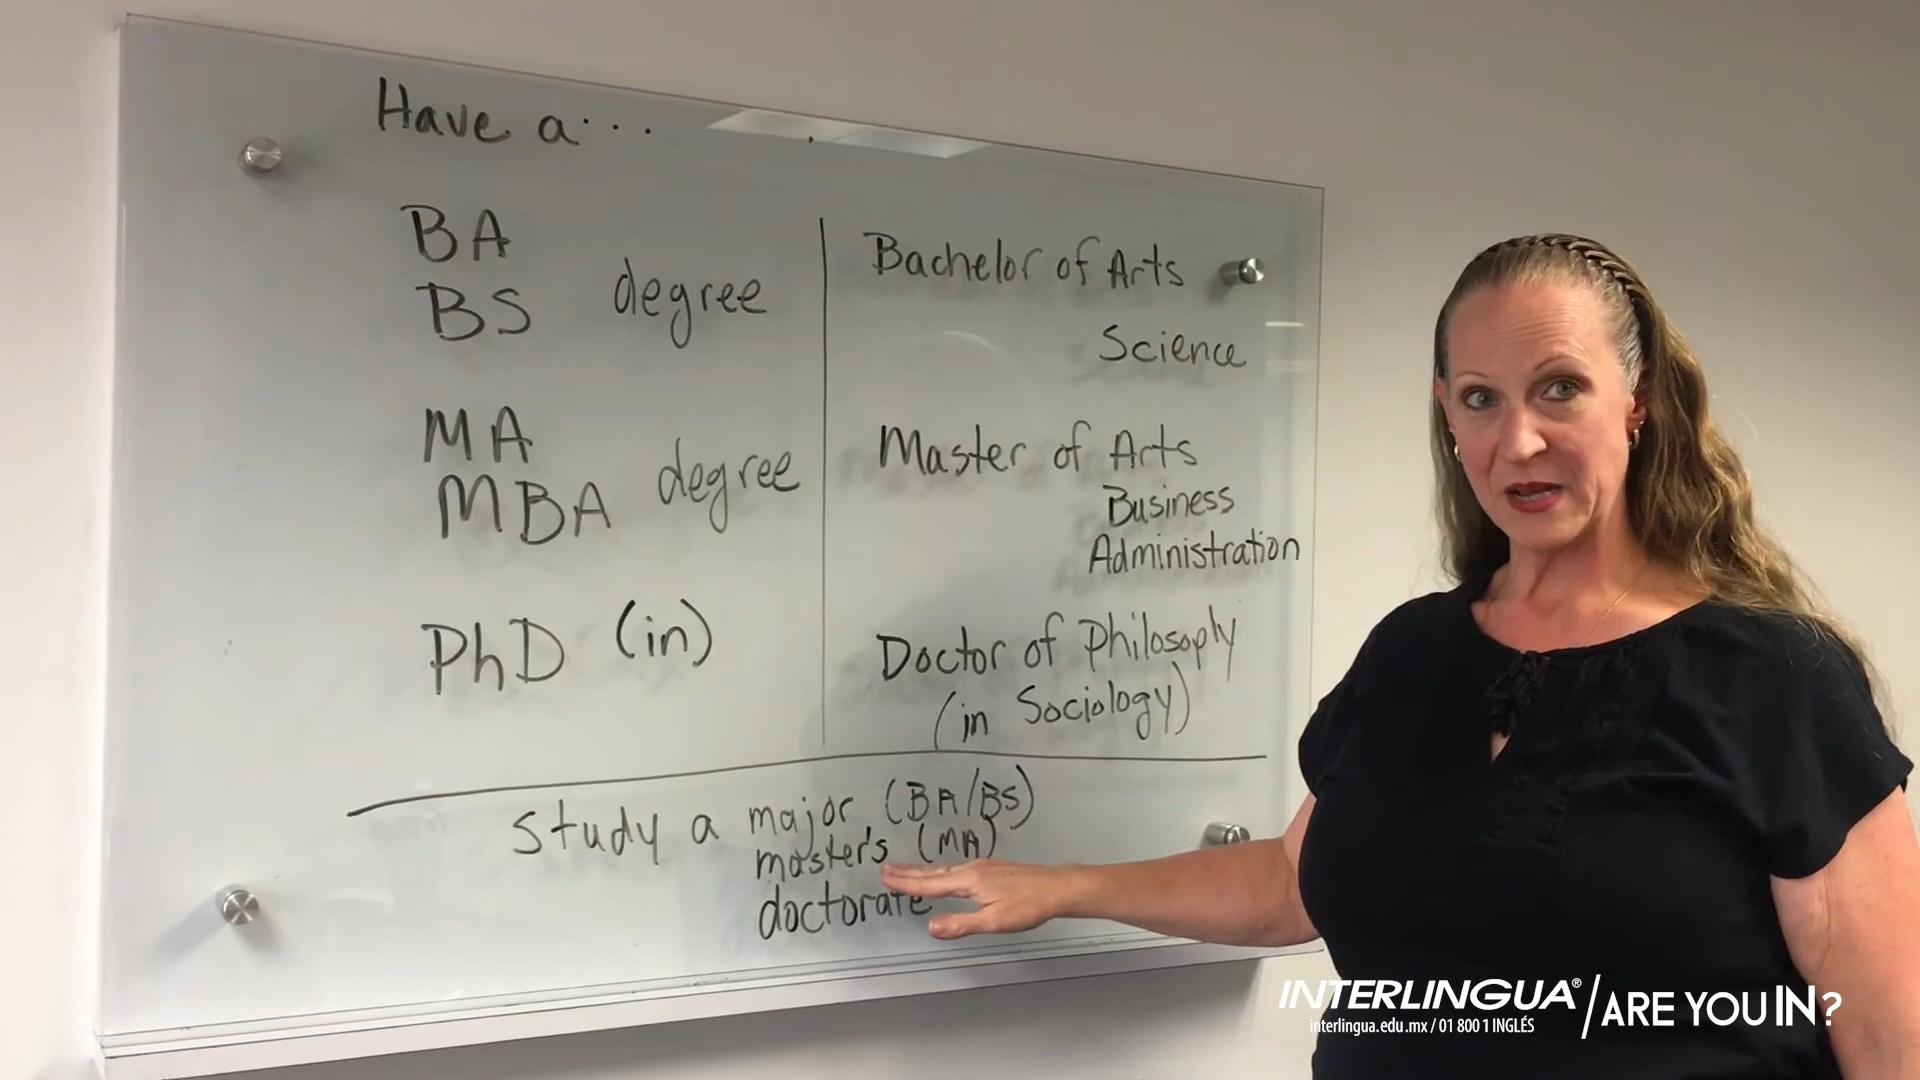 Have a...
BA
BS degree
MA
MBA degree
PhD (in)
Bachelor of Arts
Science
Master of Arts
Business
Administration
Doctor of Philosoply
(in Sociology)
Study a major (BA/BS)
master's (MA)
doctorate
INTERLINGUA® / ARE YOU IN?
interlingua.edu.mx / 01 800 1 INGLÉS